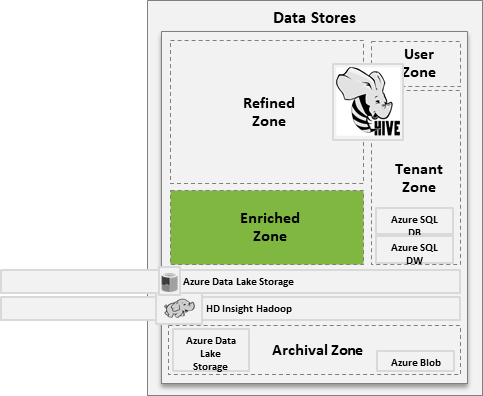 Data Stores
Refined
Zone
User
Zone
HIVE
Tenant
Zone
Enriched
Zone
Azure SQL
DB
Azure SQL
DW
Azure Data Lake Storage
HD Insight Hadoop
Azure Data
Lake
Storage
Archival Zone
Azure Blob